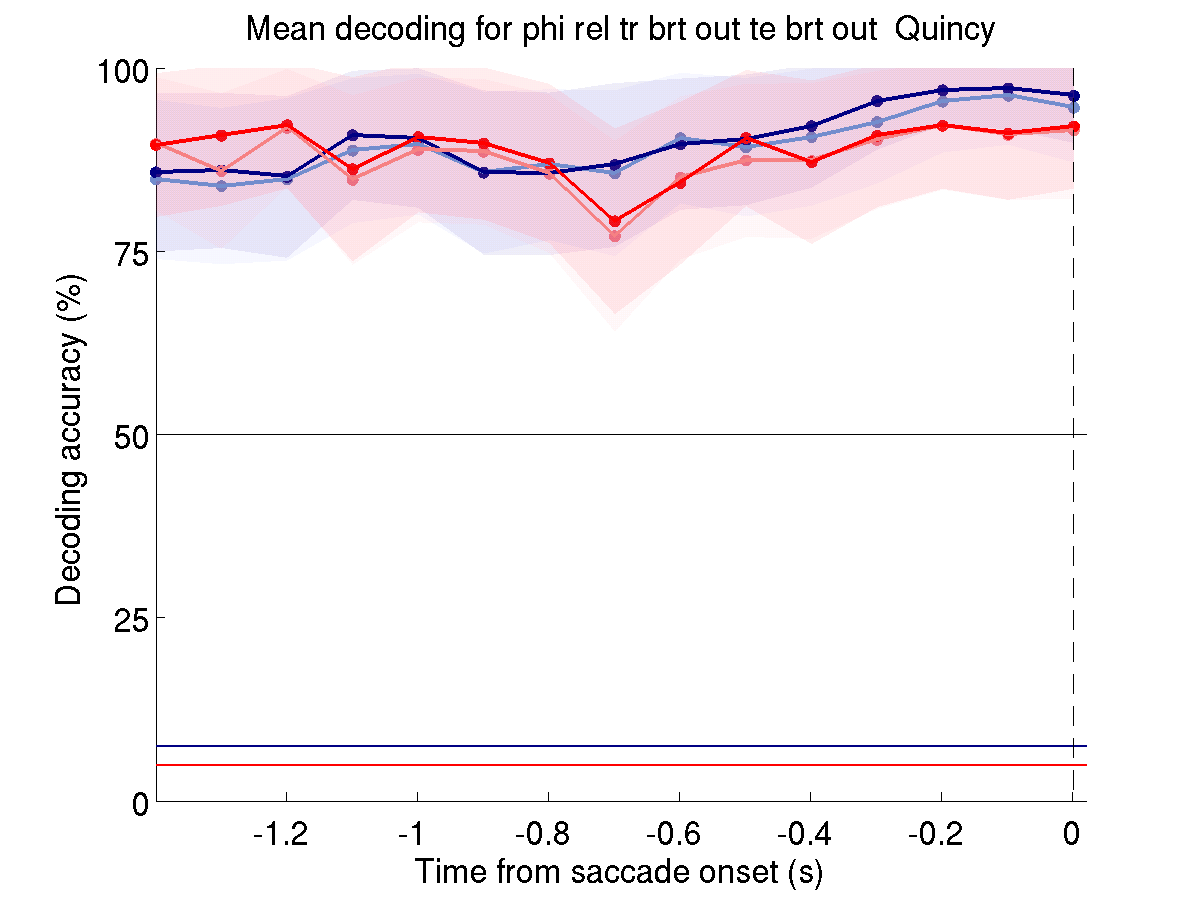 Mean decoding for phi rel tr brt out te brt out  Quincy
100
75
50
25
0
Decoding accuracy (%)
-1.2 -1 -0.8 -0.6 -0.4 -0.2 0
Time from saccade onset (s)